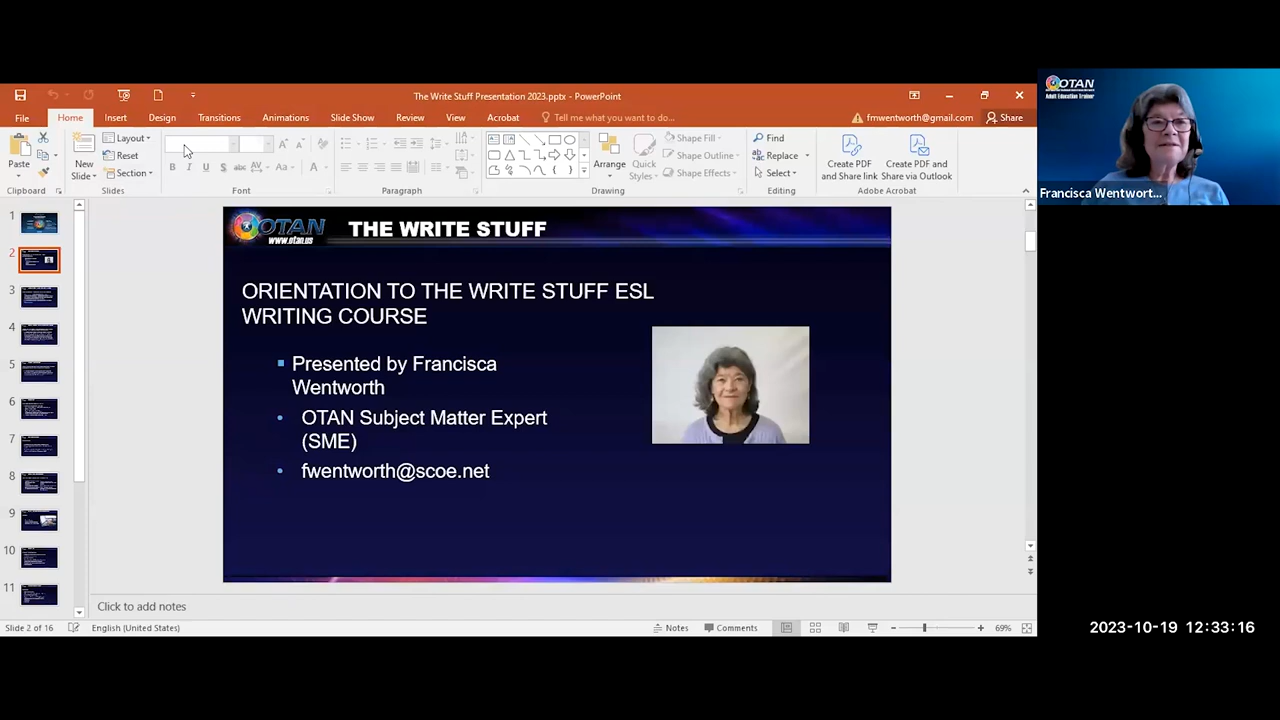 The Write Stuff Presentation 2023.pptx - PowerPoint
File Home Insert Design Transitions Animations Slide Show Review View Acrobat Tell me what you want to do... fmwentworth@gmail.com Share
Paste
Clipboard
New Slide
Layout
Reset
Section
Slides
B I U S abc AV Aa A
Font
Paragraph
Arrange
Quick Styles
Shape Fill
Shape Outline
Shape Effects
Drawing
Find
Replace
Select
Editing
Create PDF and Share link
Create PDF and Share via Outlook
Adobe Acrobat
1
2
3
4
5
6
7
8
9
10
11
OTAN
www.otan.us
THE WRITE STUFF
ORIENTATION TO THE WRITE STUFF ESL
WRITING COURSE
Presented by Francisca
Wentworth
OTAN Subject Matter Expert
(SME)
fwentworth@scoe.net
Click to add notes
Slide 2 of 16 English (United States) Notes Comments 69%
OTAN
Adult Education Trainer
Francisca Wentwort...
2023-10-19 12:33:16